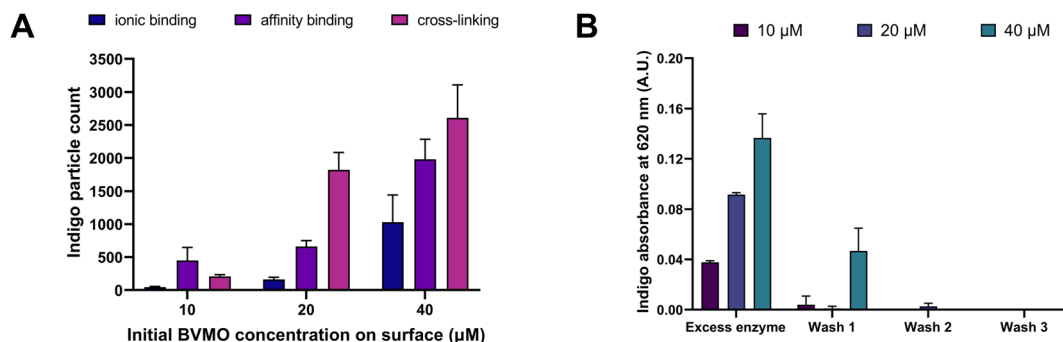 A
ionic binding affinity binding cross-linking
Indigo particle count
3500
3000
2500
2000
1500
1000
500
0
10 20 40
Initial BVMO concentration on surface (µM)
B
10 µM 20 µM 40 µM
Indigo absorbance at 620 nm (A.U.)
0.20
0.16
0.12
0.08
0.04
0.00
Excess enzyme Wash 1 Wash 2 Wash 3